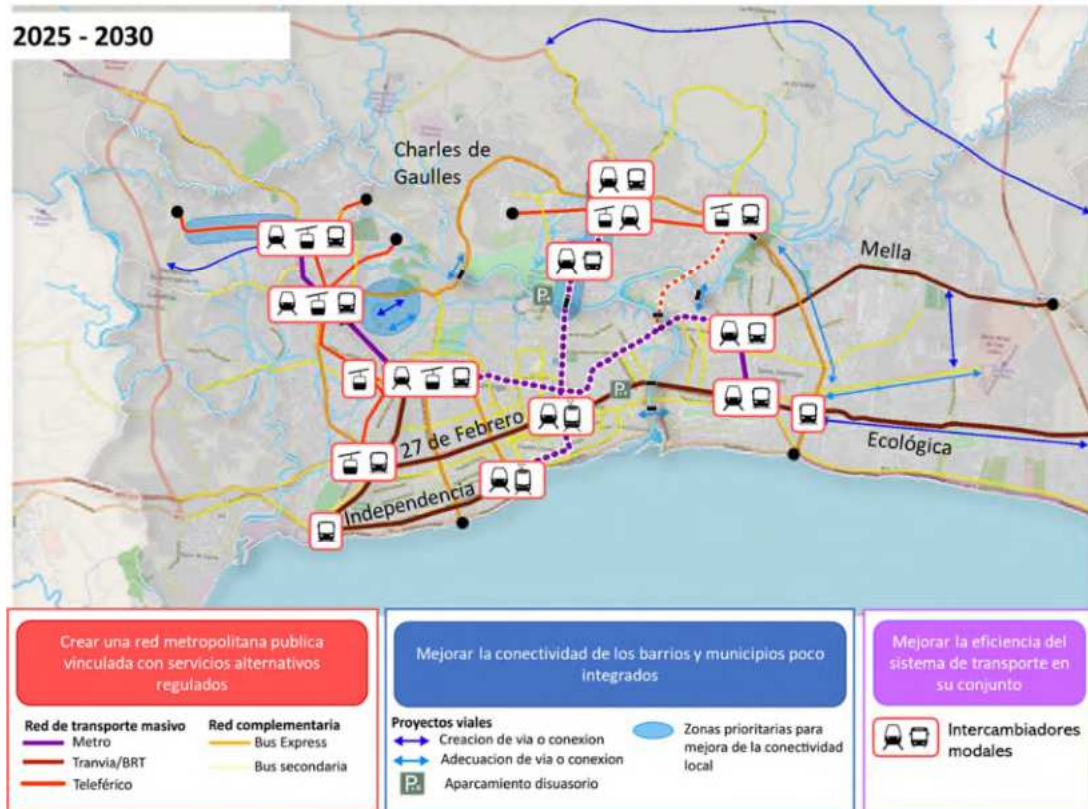 2025 - 2030
Charles de
Gaulles
Mella
27 de Febrero
Ecológica
Independencia
P
P
Crear una red metropolitana publica
vinculada con servicios alternativos
regulados
Red de transporte masivo
Metro
Tranvia/BRT
Teleférico
Red complementaria
Bus Express
Bus secondaria
Mejorar la conectividad de los barrios y municipios poco
integrados
Proyectos viales
Creacion de via o conexion
Adecuacion de via o conexion
P
Aparcamiento disuasorio
Zonas prioritarias para
mejora de la conectividad
local
Mejorar la eficiencia del
sistema de transporte en
su conjunto
Intercambiadores
modales